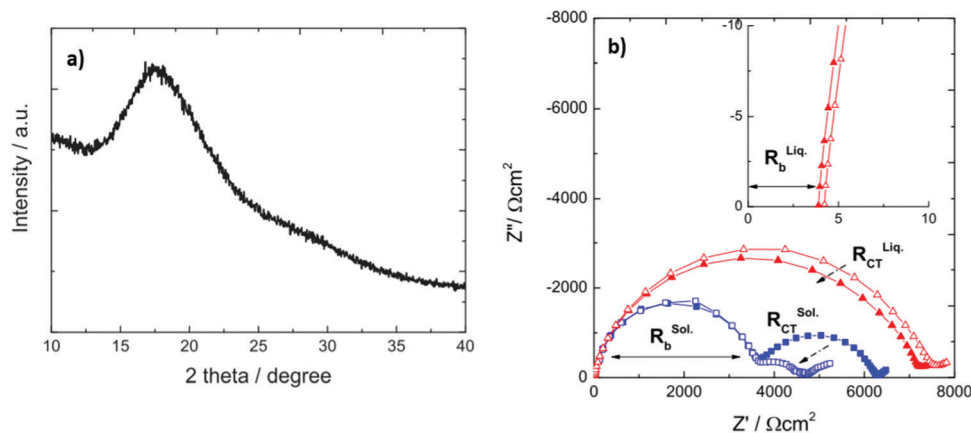 a)
Intensity / a.u.
10 15 20 25 30 35 40
2 theta / degree
b)
-8000
-6000
-4000
-2000
0
Z''/ Ωcm²
0 2000 4000 6000 8000
Z' / Ωcm²
-10
-5
0
0 5 10
R_b^Liq.
R_CT^Liq.
R_CT^Sol.
R_b^Sol.